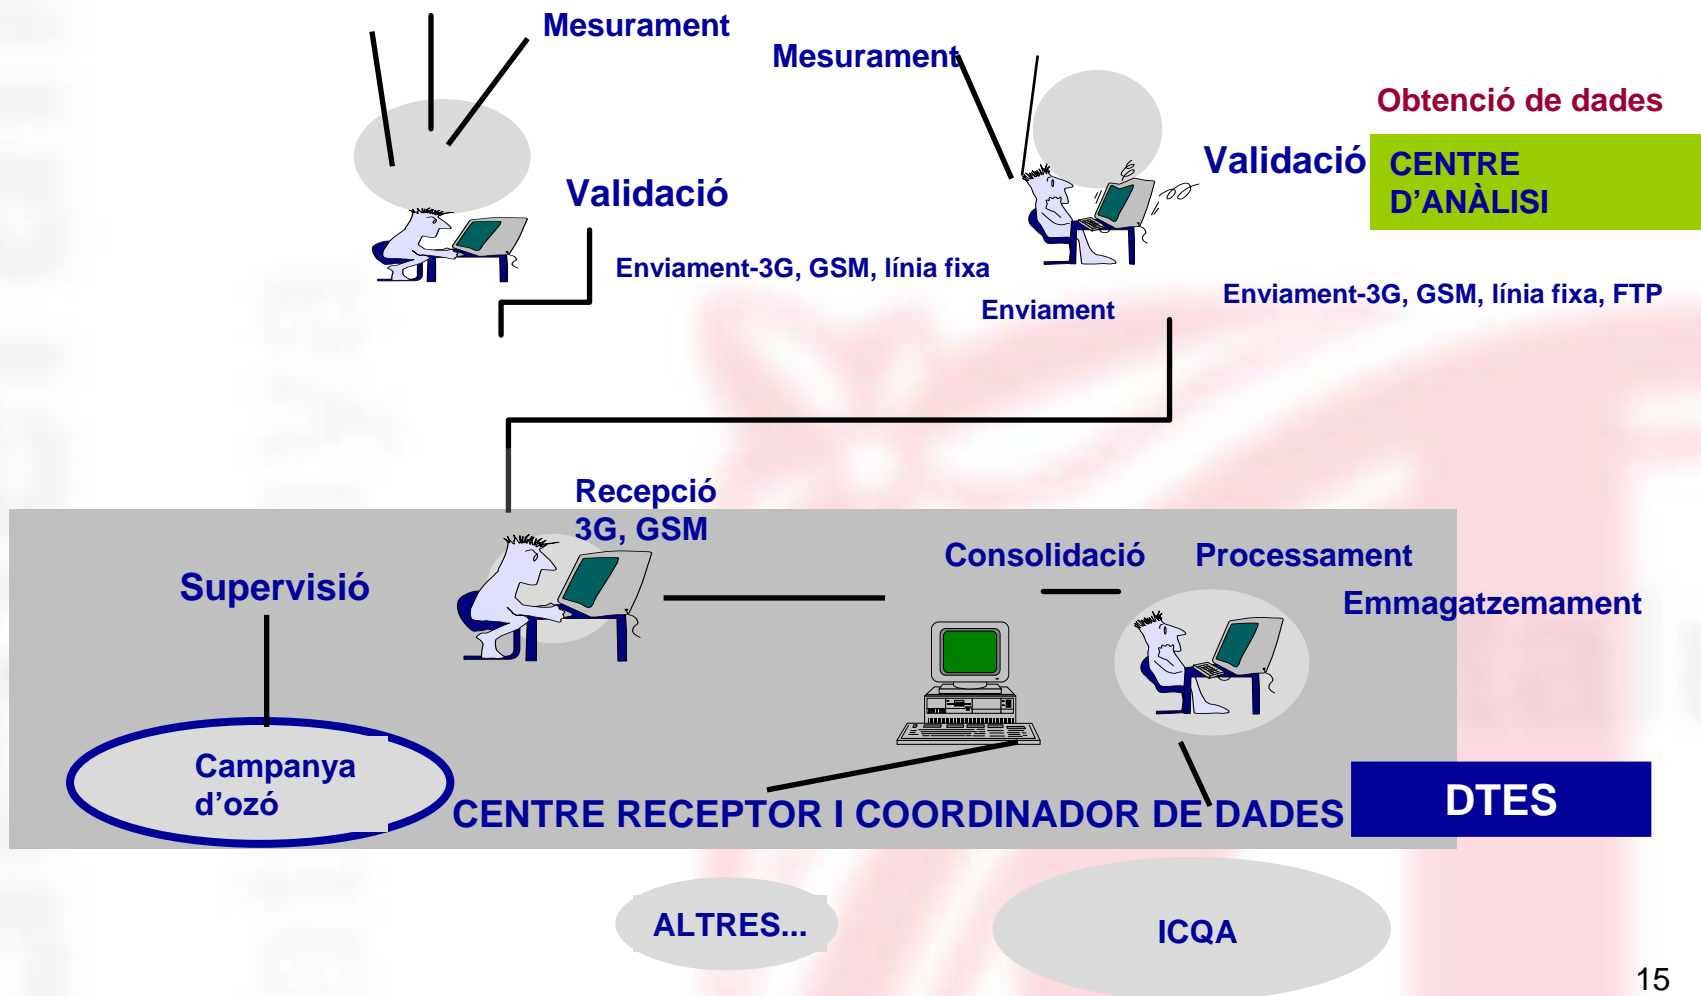 Mesurament
Mesurament
Obtenció de dades
Validació
CENTRE
D’ANÀLISI
Validació
Enviament-3G, GSM, línia fixa
Enviament
Enviament-3G, GSM, línia fixa, FTP
Recepció
3G, GSM
Consolidació
Processament
Supervisió
Emmagatzemament
Campanya
d’ozó
CENTRE RECEPTOR I COORDINADOR DE DADES
DTES
ALTRES...
ICQA
15